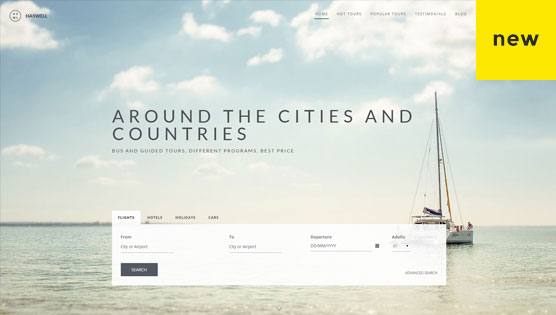 HASWELL
HOME HOT TOURS POPULAR TOURS TESTIMONIALS BLOG
new
AROUND THE CITIES AND
COUNTRIES
BUS AND GUIDED TOURS, DIFFERENT PROGRAMS, BEST PRICE
FLIGHTS HOTELS HOLIDAYS CARS
From To Departure Adults
City or Airport City or Airport DD/MM/YYYY 01
SEARCH
ADVANCED SEARCH